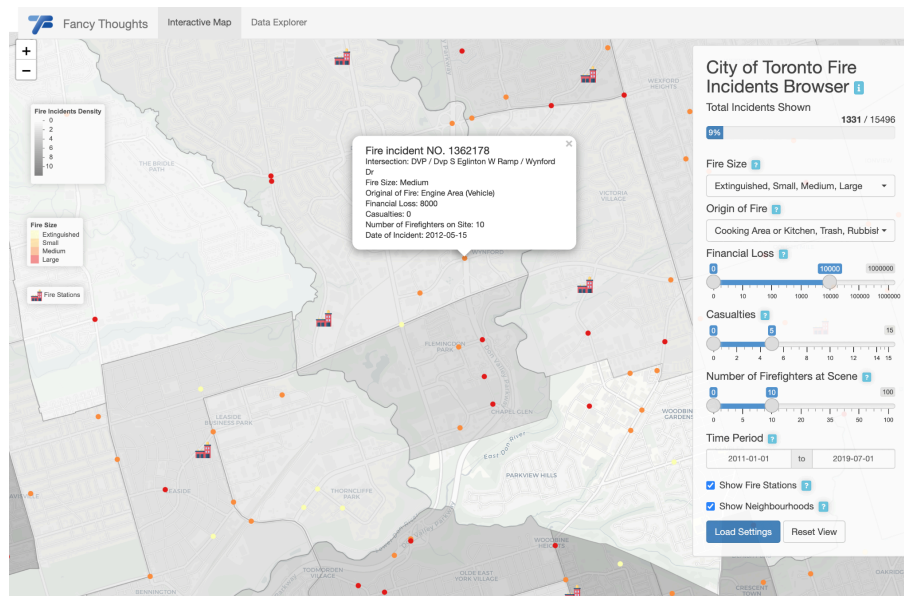 Fancy Thoughts
Interactive Map
Data Explorer
+
−
Fire Incidents Density
0
2
4
6
8
10
Fire Size
Extinguished
Small
Medium
Large
Fire Stations
THE BRIDLE
PATH
WEXFORD
HEIGHTS
VICTORIA
VILLAGE
×
Fire incident NO. 1362178
Intersection: DVP / Dvp S Eglinton W Ramp / Wynford
Dr
Fire Size: Medium
Original of Fire: Engine Area (Vehicle)
Financial Loss: 8000
Casualties: 0
Number of Firefighters on Site: 10
Date of Incident: 2012-05-15
FLEMINGDON
PARK
CHAPEL GLEN
LEASIDE
BUSINESS PARK
East Don River
PARKVIEW HILLS
THORNCLIFFE
PARK
WOODBINE
HEIGHTS
TODMORDEN
VILLAGE
OLDE EAST
YORK VILLAGE
BENNINGTON
CRESCENT
TOWN
City of Toronto Fire
Incidents Browser i
Total Incidents Shown
1331 / 15496
9%
Fire Size ?
Extinguished, Small, Medium, Large
Origin of Fire ?
Cooking Area or Kitchen, Trash, Rubbish
Financial Loss ?
0 10000 1000000
0 10 100 1000 10000 100000 1000000
Casualties ?
0 5 15
0 2 4 6 8 10 12 14 15
Number of Firefighters at Scene ?
0 10 100
0 5 10 20 35 50 100
Time Period ?
2011-01-01 to 2019-07-01
Show Fire Stations ?
Show Neighbourhoods ?
Load Settings
Reset View